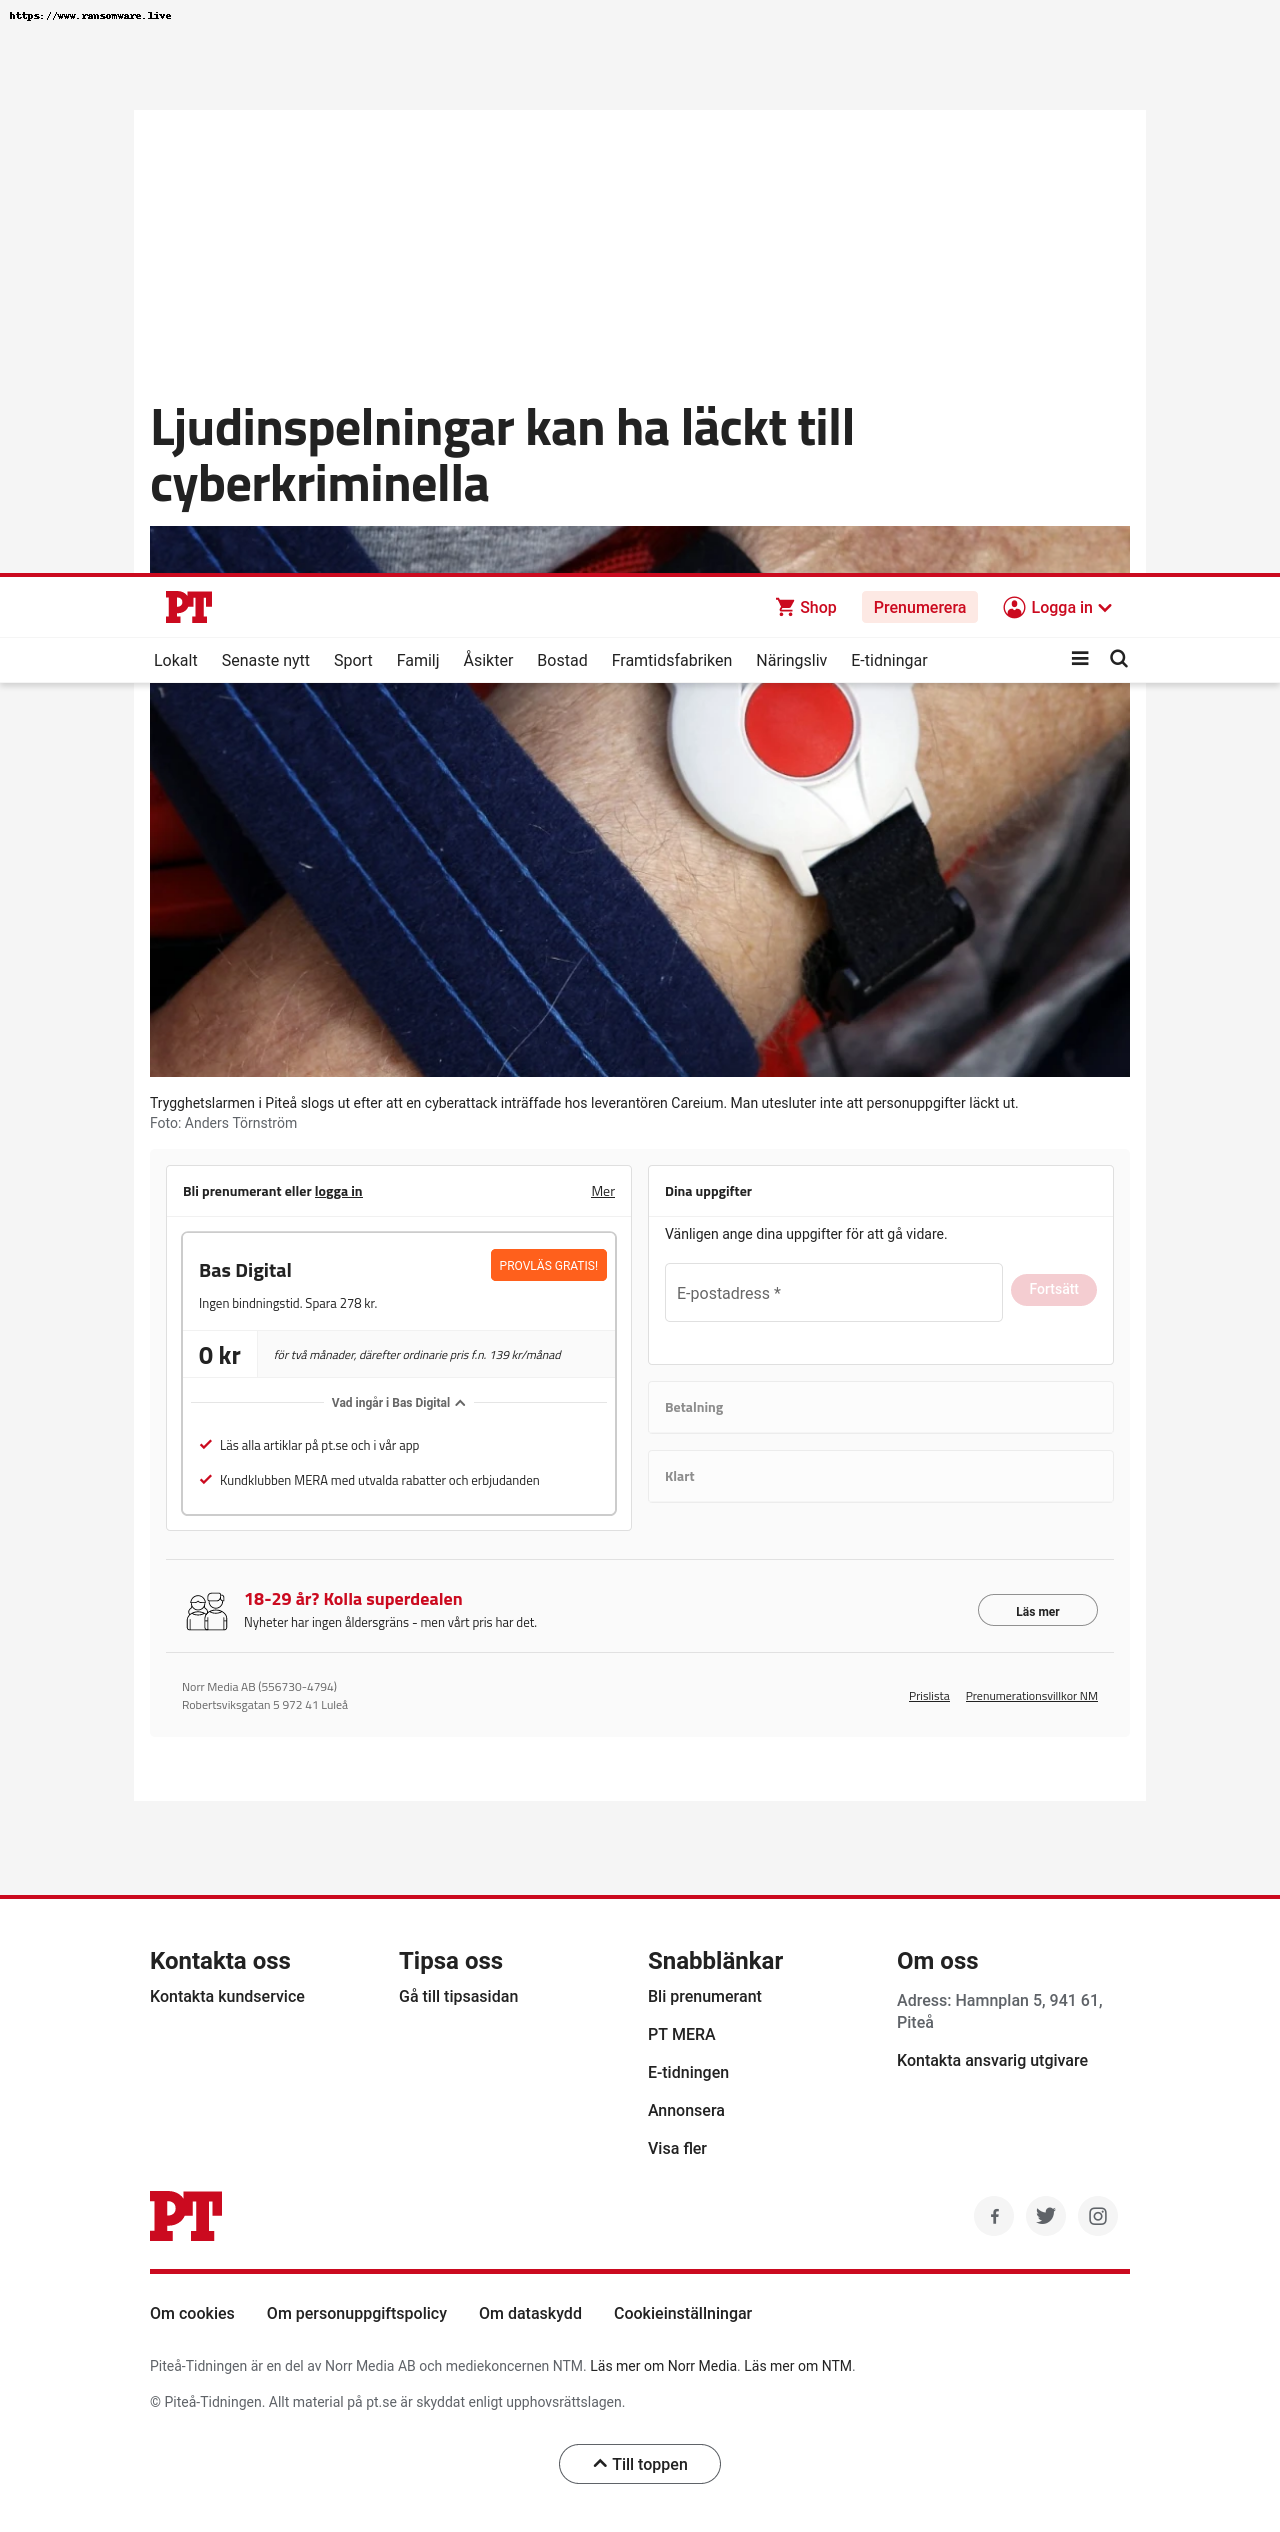 https://www.ransomware.live
Ljudinspelningar kan ha läckt till
cyberkriminella
PT
Shop
Prenumerera
Logga in
Lokalt
Senaste nytt
Sport
Familj
Åsikter
Bostad
Framtidsfabriken
Näringsliv
E-tidningar
Trygghetslarmen i Piteå slogs ut efter att en cyberattack inträffade hos leverantören Careium. Man utesluter inte att personuppgifter läckt ut.
Foto: Anders Törnström
Bli prenumerant eller logga in
Mer
Bas Digital
PROVLÄS GRATIS!
Ingen bindningstid. Spara 278 kr.
0 kr
för två månader, därefter ordinarie pris f.n. 139 kr/månad
Vad ingår i Bas Digital
Läs alla artiklar på pt.se och i vår app
Kundklubben MERA med utvalda rabatter och erbjudanden
Dina uppgifter
Vänligen ange dina uppgifter för att gå vidare.
E-postadress *
Fortsätt
Betalning
Klart
18-29 år? Kolla superdealen
Nyheter har ingen åldersgräns - men vårt pris har det.
Läs mer
Norr Media AB (556730-4794)
Robertsviksgatan 5 972 41 Luleå
Prislista
Prenumerationsvillkor NM
Kontakta oss
Kontakta kundservice
Tipsa oss
Gå till tipsasidan
Snabblänkar
Bli prenumerant
PT MERA
E-tidningen
Annonsera
Visa fler
Om oss
Adress: Hamnplan 5, 941 61,
Piteå
Kontakta ansvarig utgivare
PT
Om cookies
Om personuppgiftspolicy
Om dataskydd
Cookieinställningar
Piteå-Tidningen är en del av Norr Media AB och mediekoncernen NTM. Läs mer om Norr Media. Läs mer om NTM.
© Piteå-Tidningen. Allt material på pt.se är skyddat enligt upphovsrättslagen.
Till toppen